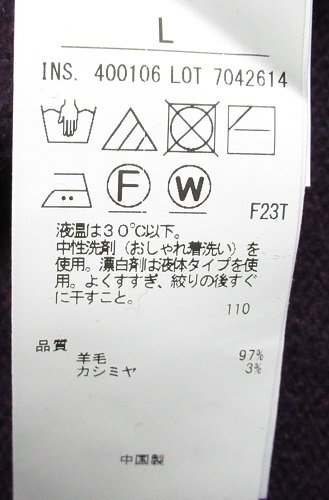 L
INS. 400106 LOT 7042614
F W
F23T
液温は30℃以下。
中性洗剤（おしゃれ着洗い）を
使用。漂白剤は液体タイプを使
用。よくすすぎ、絞りの後すぐ
に干すこと。
110
品質
羊毛 97%
カシミヤ 3%
中国製